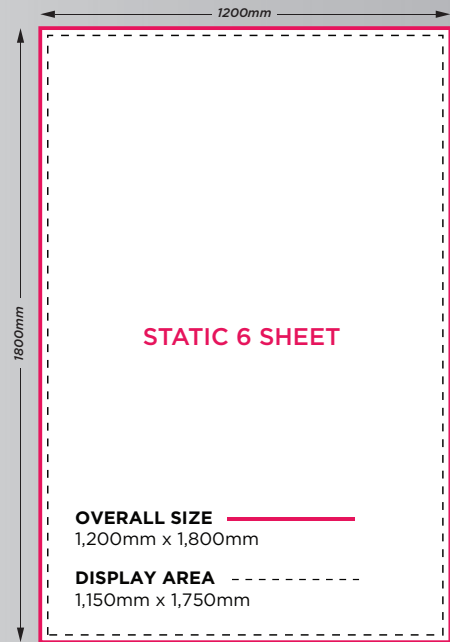 1200mm
1800mm
STATIC 6 SHEET
OVERALL SIZE
1,200mm x 1,800mm
DISPLAY AREA
1,150mm x 1,750mm